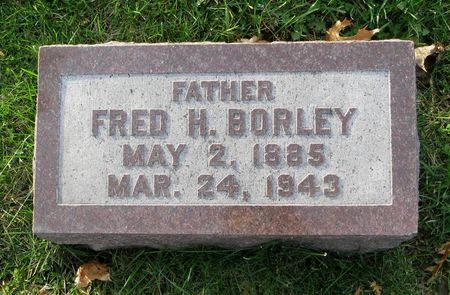 FATHER
FRED H. BORLEY
MAY 2, 1885
MAR. 24, 1943